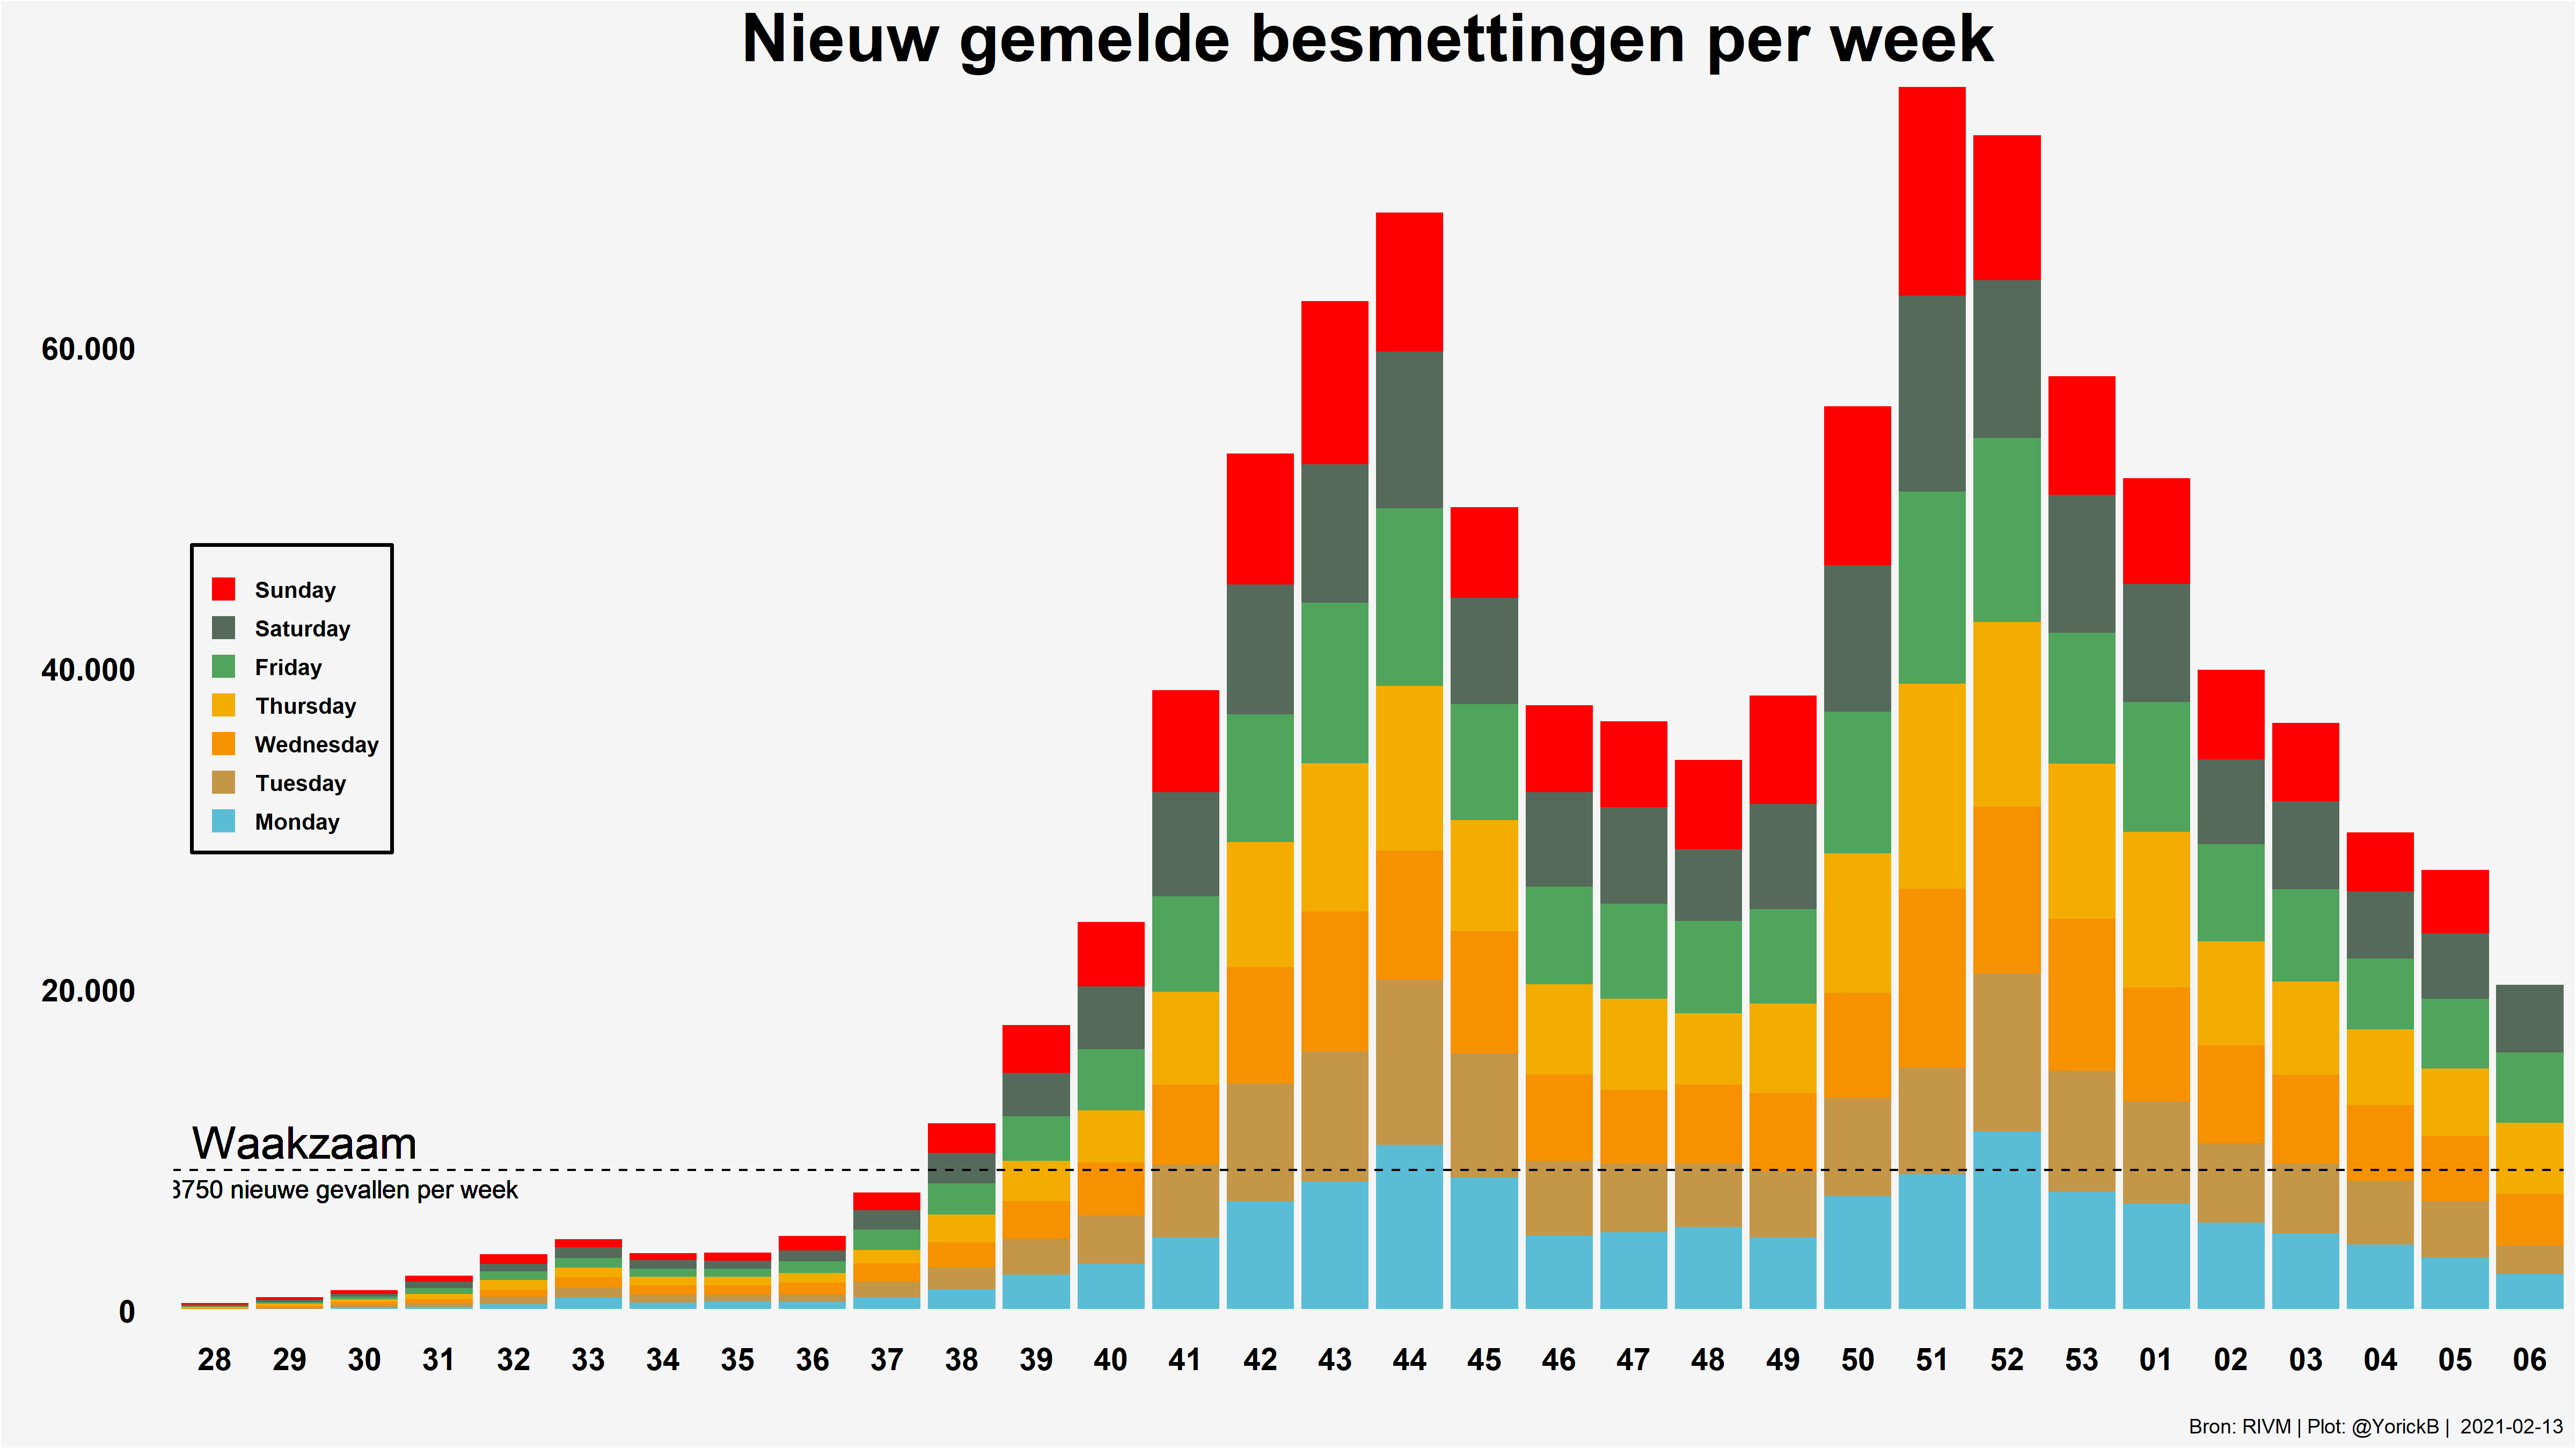 Nieuw gemelde besmettingen per week
60.000
40.000
20.000
0
Sunday
Saturday
Friday
Thursday
Wednesday
Tuesday
Monday
Waakzaam
8750 nieuwe gevallen per week
28 29 30 31 32 33 34 35 36 37 38 39 40 41 42 43 44 45 46 47 48 49 50 51 52 53 01 02 03 04 05 06
Bron: RIVM | Plot: @YorickB | 2021-02-13